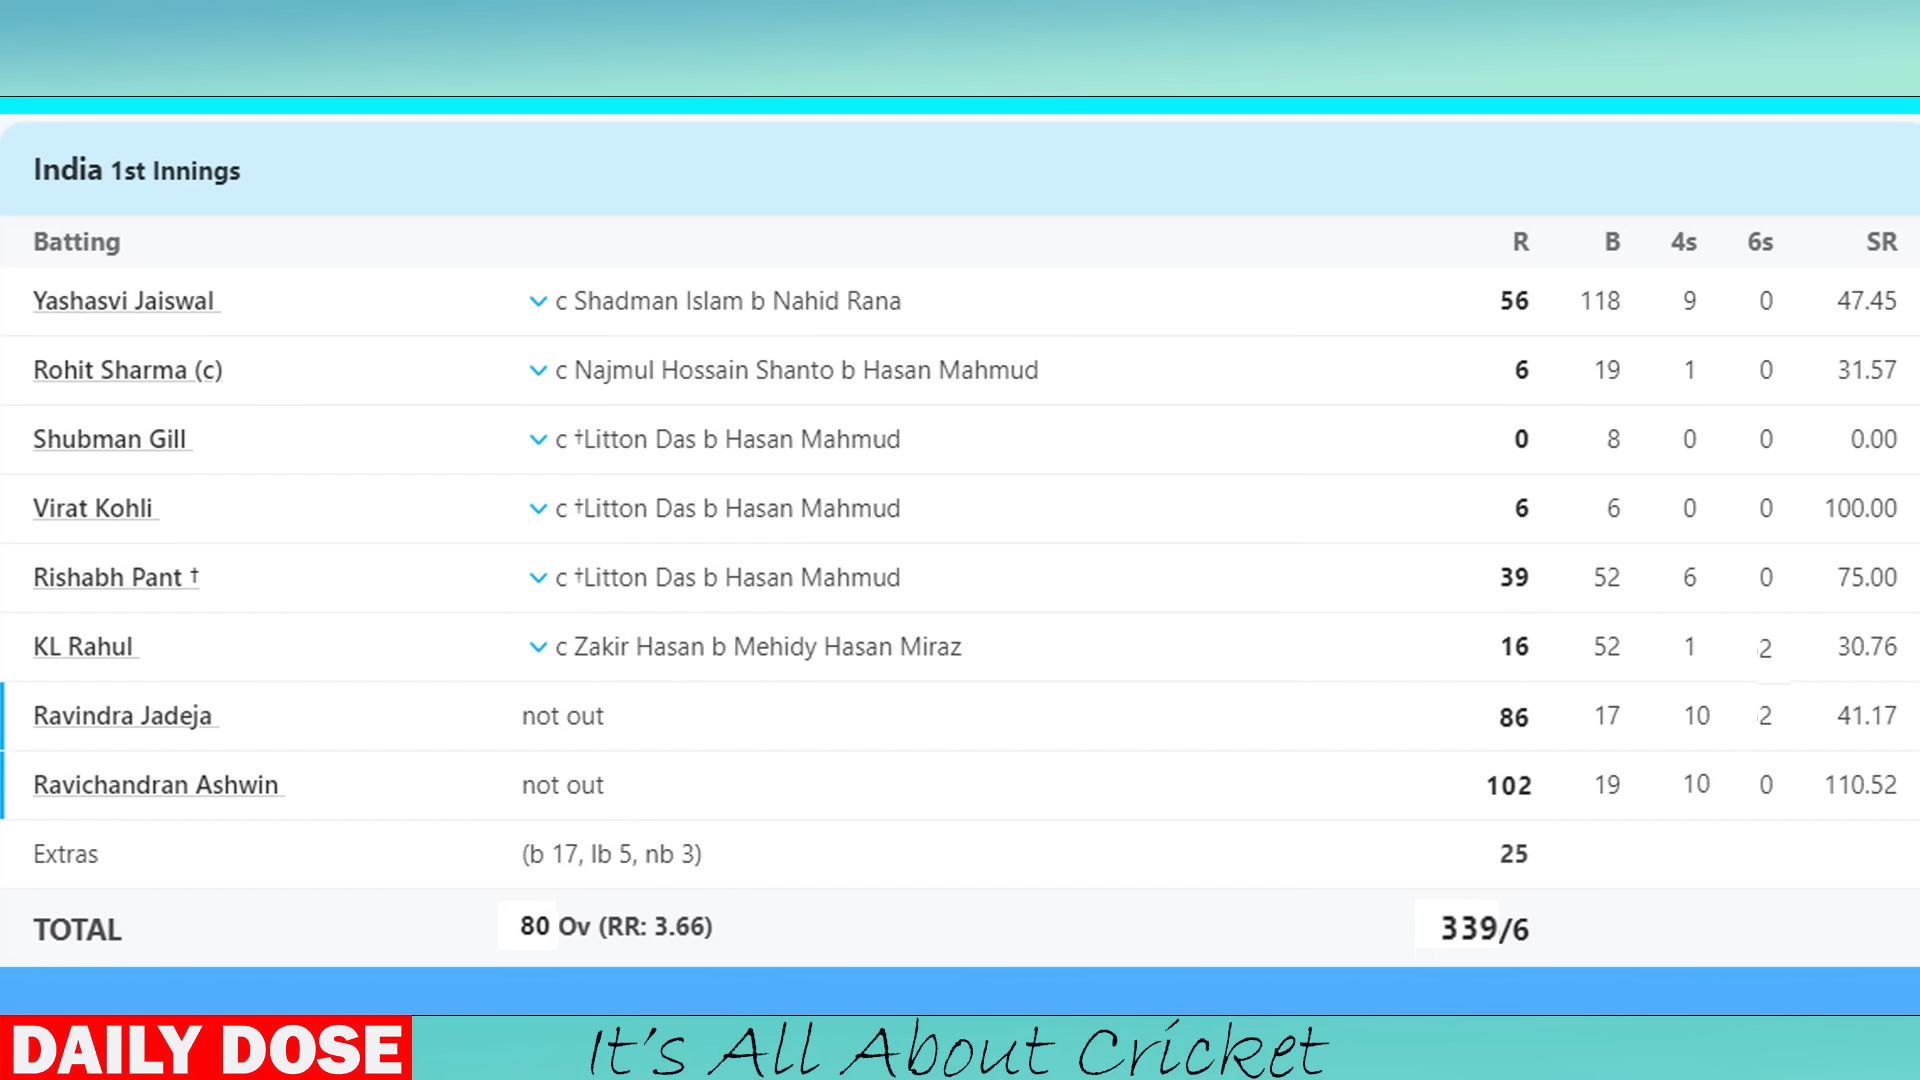 India 1st Innings
Batting R B 4s 6s SR
Yashasvi Jaiswal c Shadman Islam b Nahid Rana 56 118 9 0 47.45
Rohit Sharma (c) c Najmul Hossain Shanto b Hasan Mahmud 6 19 1 0 31.57
Shubman Gill c †Litton Das b Hasan Mahmud 0 8 0 0 0.00
Virat Kohli c †Litton Das b Hasan Mahmud 6 6 0 0 100.00
Rishabh Pant † c †Litton Das b Hasan Mahmud 39 52 6 0 75.00
KL Rahul c Zakir Hasan b Mehidy Hasan Miraz 16 52 1 2 30.76
Ravindra Jadeja not out 86 17 10 2 41.17
Ravichandran Ashwin not out 102 19 10 0 110.52
Extras (b 17, lb 5, nb 3) 25
TOTAL 80 Ov (RR: 3.66) 339/6
DAILY DOSE It's All About Cricket